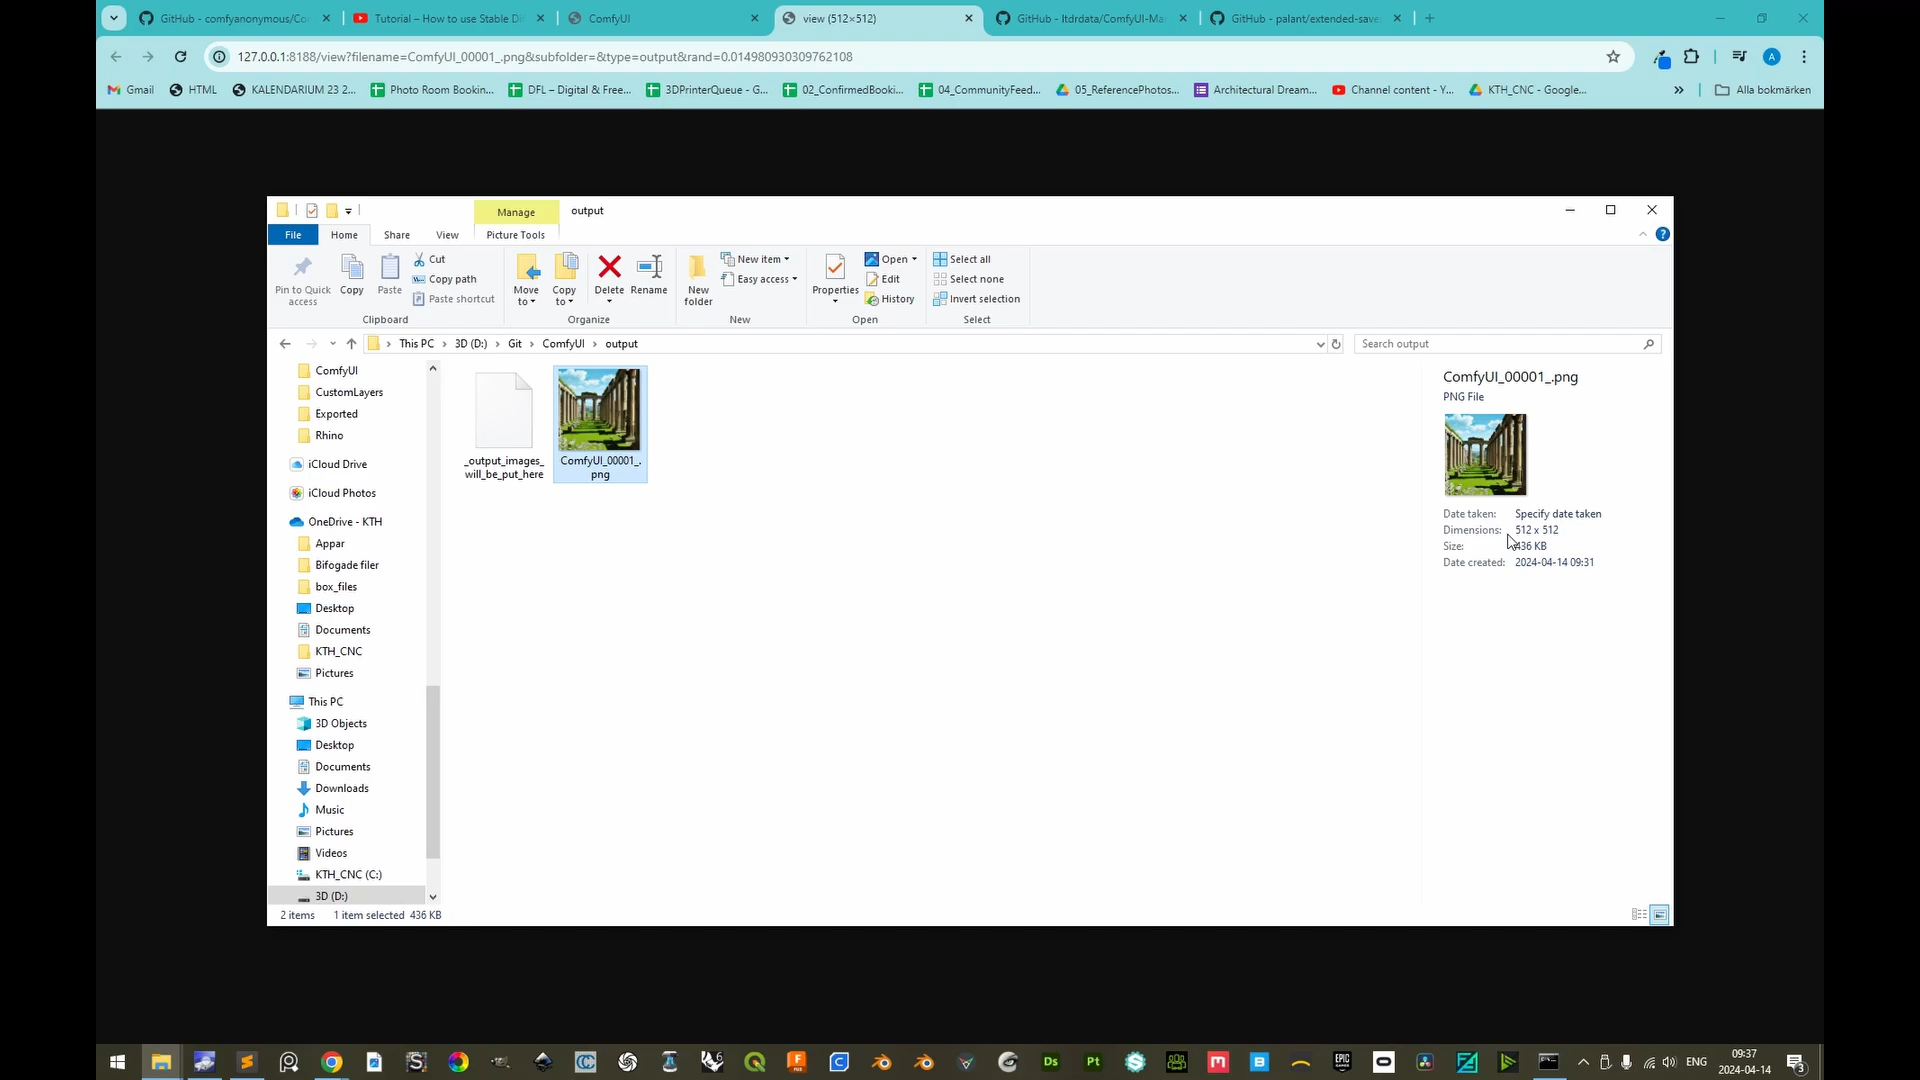 GitHub - comfyanonymous/Co
Tutorial – How to use Stable Di
ComfyUI
view (512×512)
GitHub - ltdrdata/ComfyUI-Ma
GitHub - palant/extended-save
127.0.0.1:8188/view?filename=ComfyUI_00001_.png&subfolder=&type=output&rand=0.014980930309762108
A
Gmail
HTML
KALENDARIUM 23 2...
Photo Room Bookin...
DFL – Digital & Free...
3DPrinterQueue - G...
02_ConfirmedBooki...
04_CommunityFeed...
05_ReferencePhotos...
Architectural Dream...
Channel content - Y...
KTH_CNC - Google...
»
Alla bokmärken
Manage
output
File
Home
Share
View
Picture Tools
Pin to Quick
access
Copy
Paste
Cut
Copy path
Paste shortcut
Clipboard
Move
to
Copy
to
Delete
Rename
Organize
New
folder
New item
Easy access
New
Properties
Open
Edit
History
Open
Select all
Select none
Invert selection
Select
This PC
3D (D:)
Git
ComfyUI
output
Search output
ComfyUI
CustomLayers
Exported
Rhino
iCloud Drive
iCloud Photos
OneDrive - KTH
Appar
Bifogade filer
box_files
Desktop
Documents
KTH_CNC
Pictures
This PC
3D Objects
Desktop
Documents
Downloads
Music
Pictures
Videos
KTH_CNC (C:)
3D (D:)
_output_images_
will_be_put_here
ComfyUI_00001_.
png
ComfyUI_00001_.png
PNG File
Date taken: Specify date taken
Dimensions: 512 x 512
Size: 436 KB
Date created: 2024-04-14 09:31
2 items 1 item selected 436 KB
Ds
Pt
ENG
09:37
2024-04-14
3